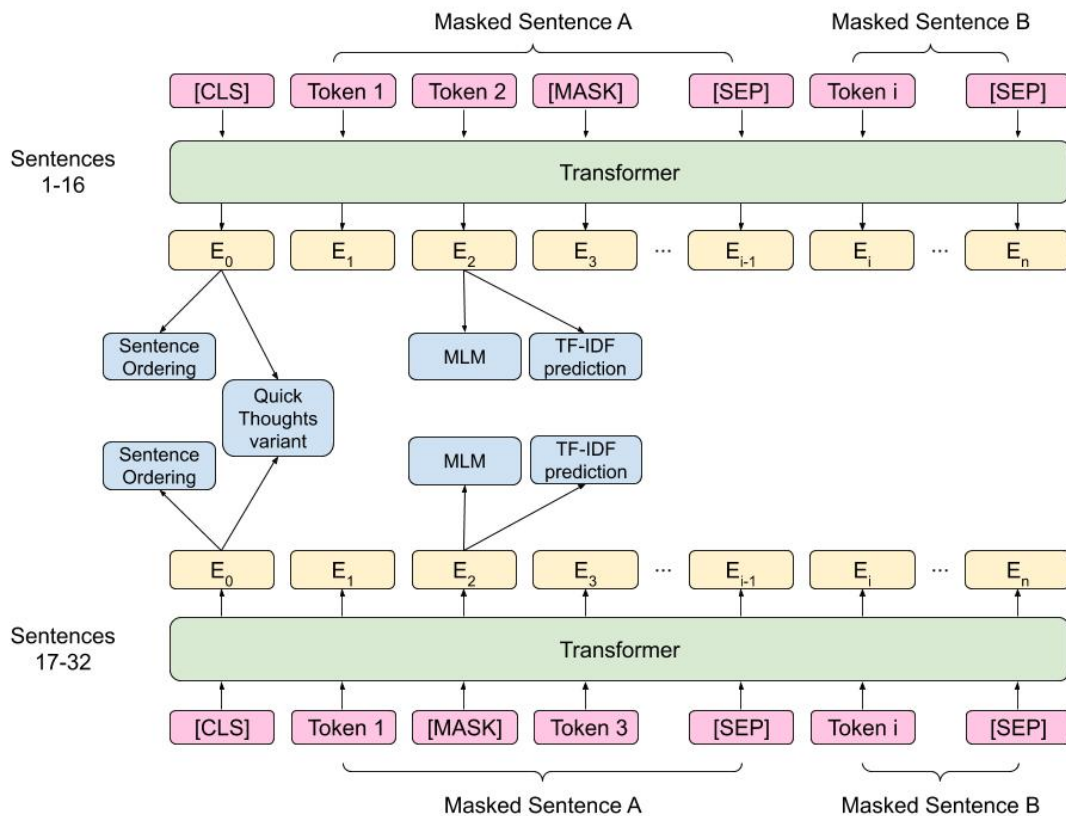 Masked Sentence A Masked Sentence B
[CLS] Token 1 Token 2 [MASK] [SEP] Token i [SEP]
Sentences
1-16
Transformer
E0 E1 E2 E3 ... Ei-1 Ei ... En
Sentence
Ordering
MLM
TF-IDF
prediction
Quick
Thoughts
variant
Sentence
Ordering
MLM
TF-IDF
prediction
E0 E1 E2 E3 ... Ei-1 Ei ... En
Sentences
17-32
Transformer
[CLS] Token 1 [MASK] Token 3 [SEP] Token i [SEP]
Masked Sentence A Masked Sentence B